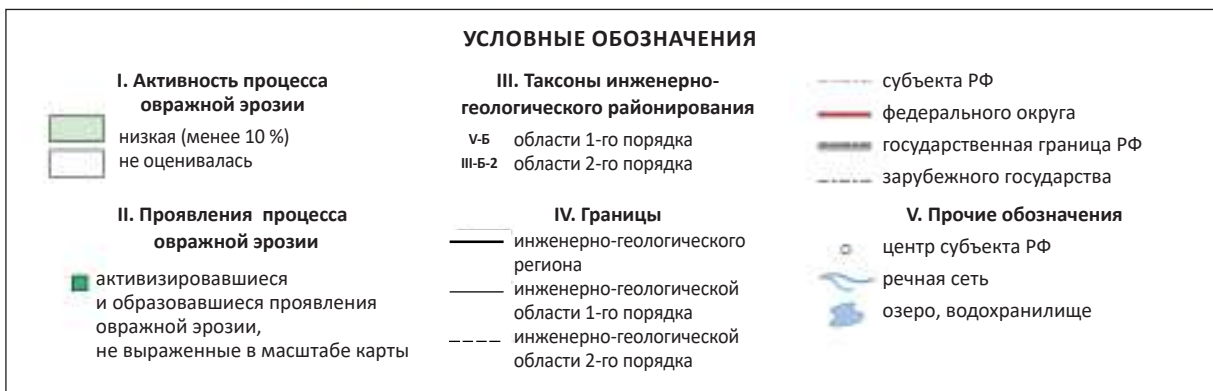 УСЛОВНЫЕ ОБОЗНАЧЕНИЯ
I. Активность процесса
овражной эрозии
низкая (менее 10 %)
не оценивалась
II. Проявления процесса
овражной эрозии
активизировавшиеся
и образовавшиеся проявления
овражной эрозии,
не выраженные в масштабе карты
III. Таксоны инженерно-
геологического районирования
V-Б области 1-го порядка
III-Б-2 области 2-го порядка
IV. Границы
инженерно-геологического
региона
инженерно-геологической
области 1-го порядка
инженерно-геологической
области 2-го порядка
субъекта РФ
федерального округа
государственная граница РФ
зарубежного государства
V. Прочие обозначения
центр субъекта РФ
речная сеть
озеро, водохранилище